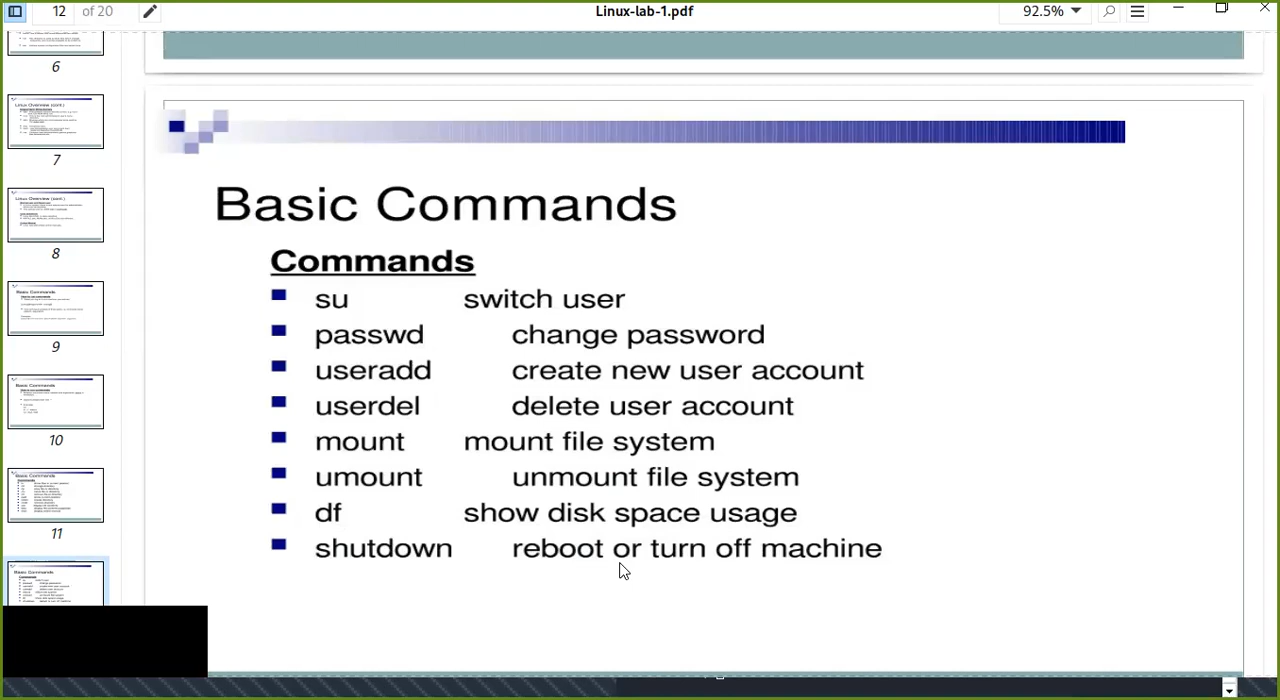 12 of 20
Linux-lab-1.pdf
92.5%
6
7
8
9
10
11
Basic Commands
Commands
su switch user
passwd change password
useradd create new user account
userdel delete user account
mount mount file system
umount unmount file system
df show disk space usage
shutdown reboot or turn off machine